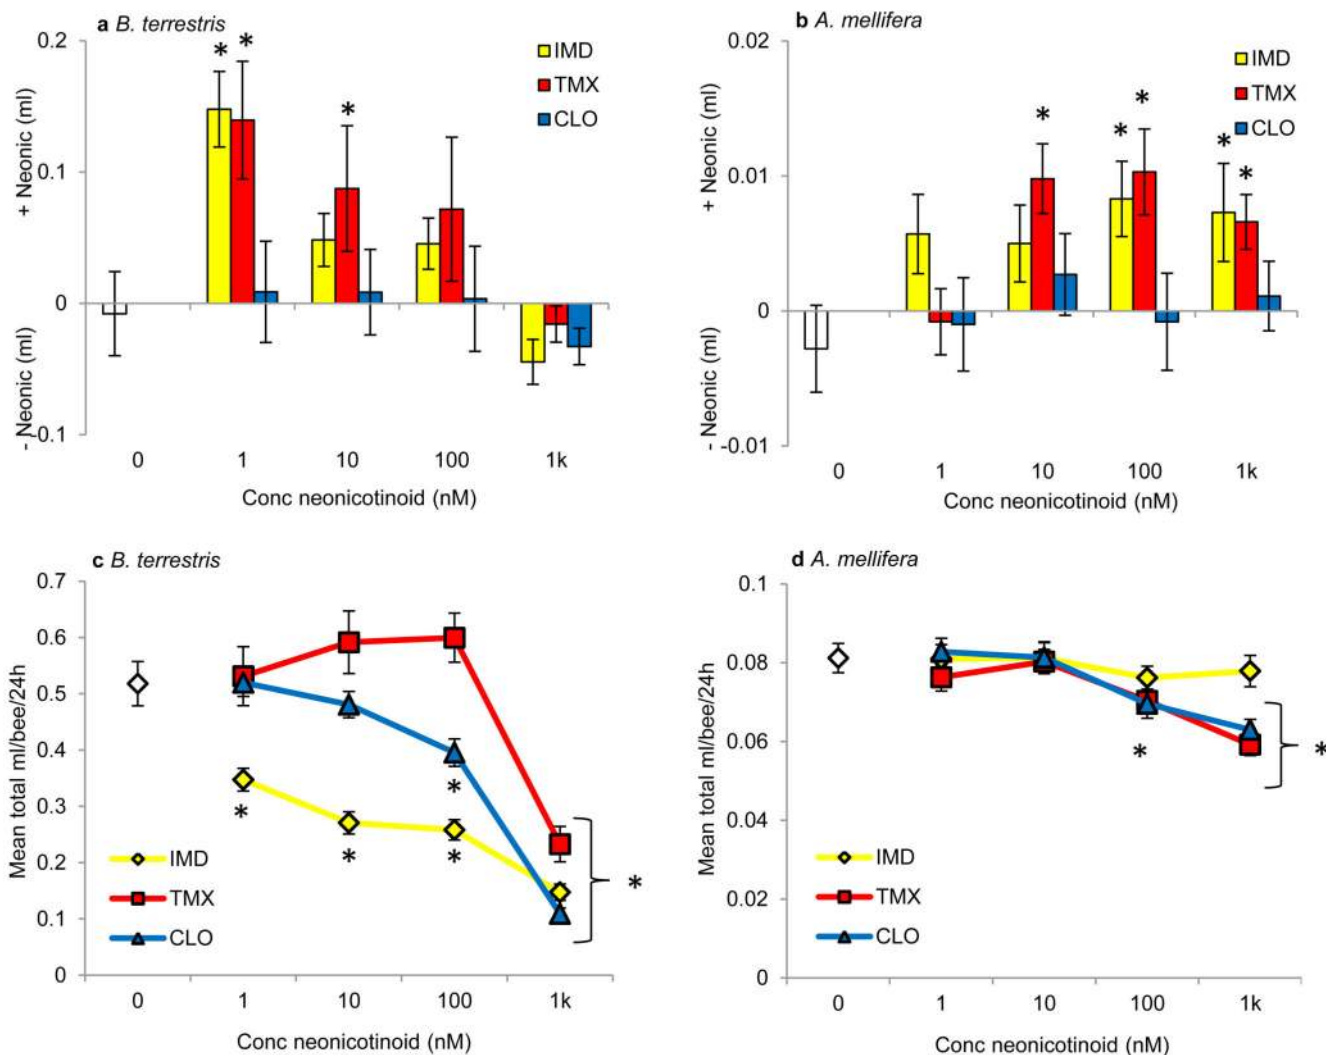 a B. terrestris
0.2
0.1
0
-0.1
+ Neonic (ml)
- Neonic (ml)
* * *
IMD
TMX
CLO
0 1 10 100 1k
Conc neonicotinoid (nM)
b A. mellifera
0.02
0.01
0
-0.01
+ Neonic (ml)
- Neonic (ml)
* * * * *
IMD
TMX
CLO
0 1 10 100 1k
Conc neonicotinoid (nM)
c B. terrestris
0.7
0.6
0.5
0.4
0.3
0.2
0.1
0
Mean total ml/bee/24h
* * * * *
IMD
TMX
CLO
0 1 10 100 1k
Conc neonicotinoid (nM)
d A. mellifera
0.1
0.08
0.06
0.04
0.02
0
Mean total ml/bee/24h
* *
IMD
TMX
CLO
0 1 10 100 1k
Conc neonicotinoid (nM)